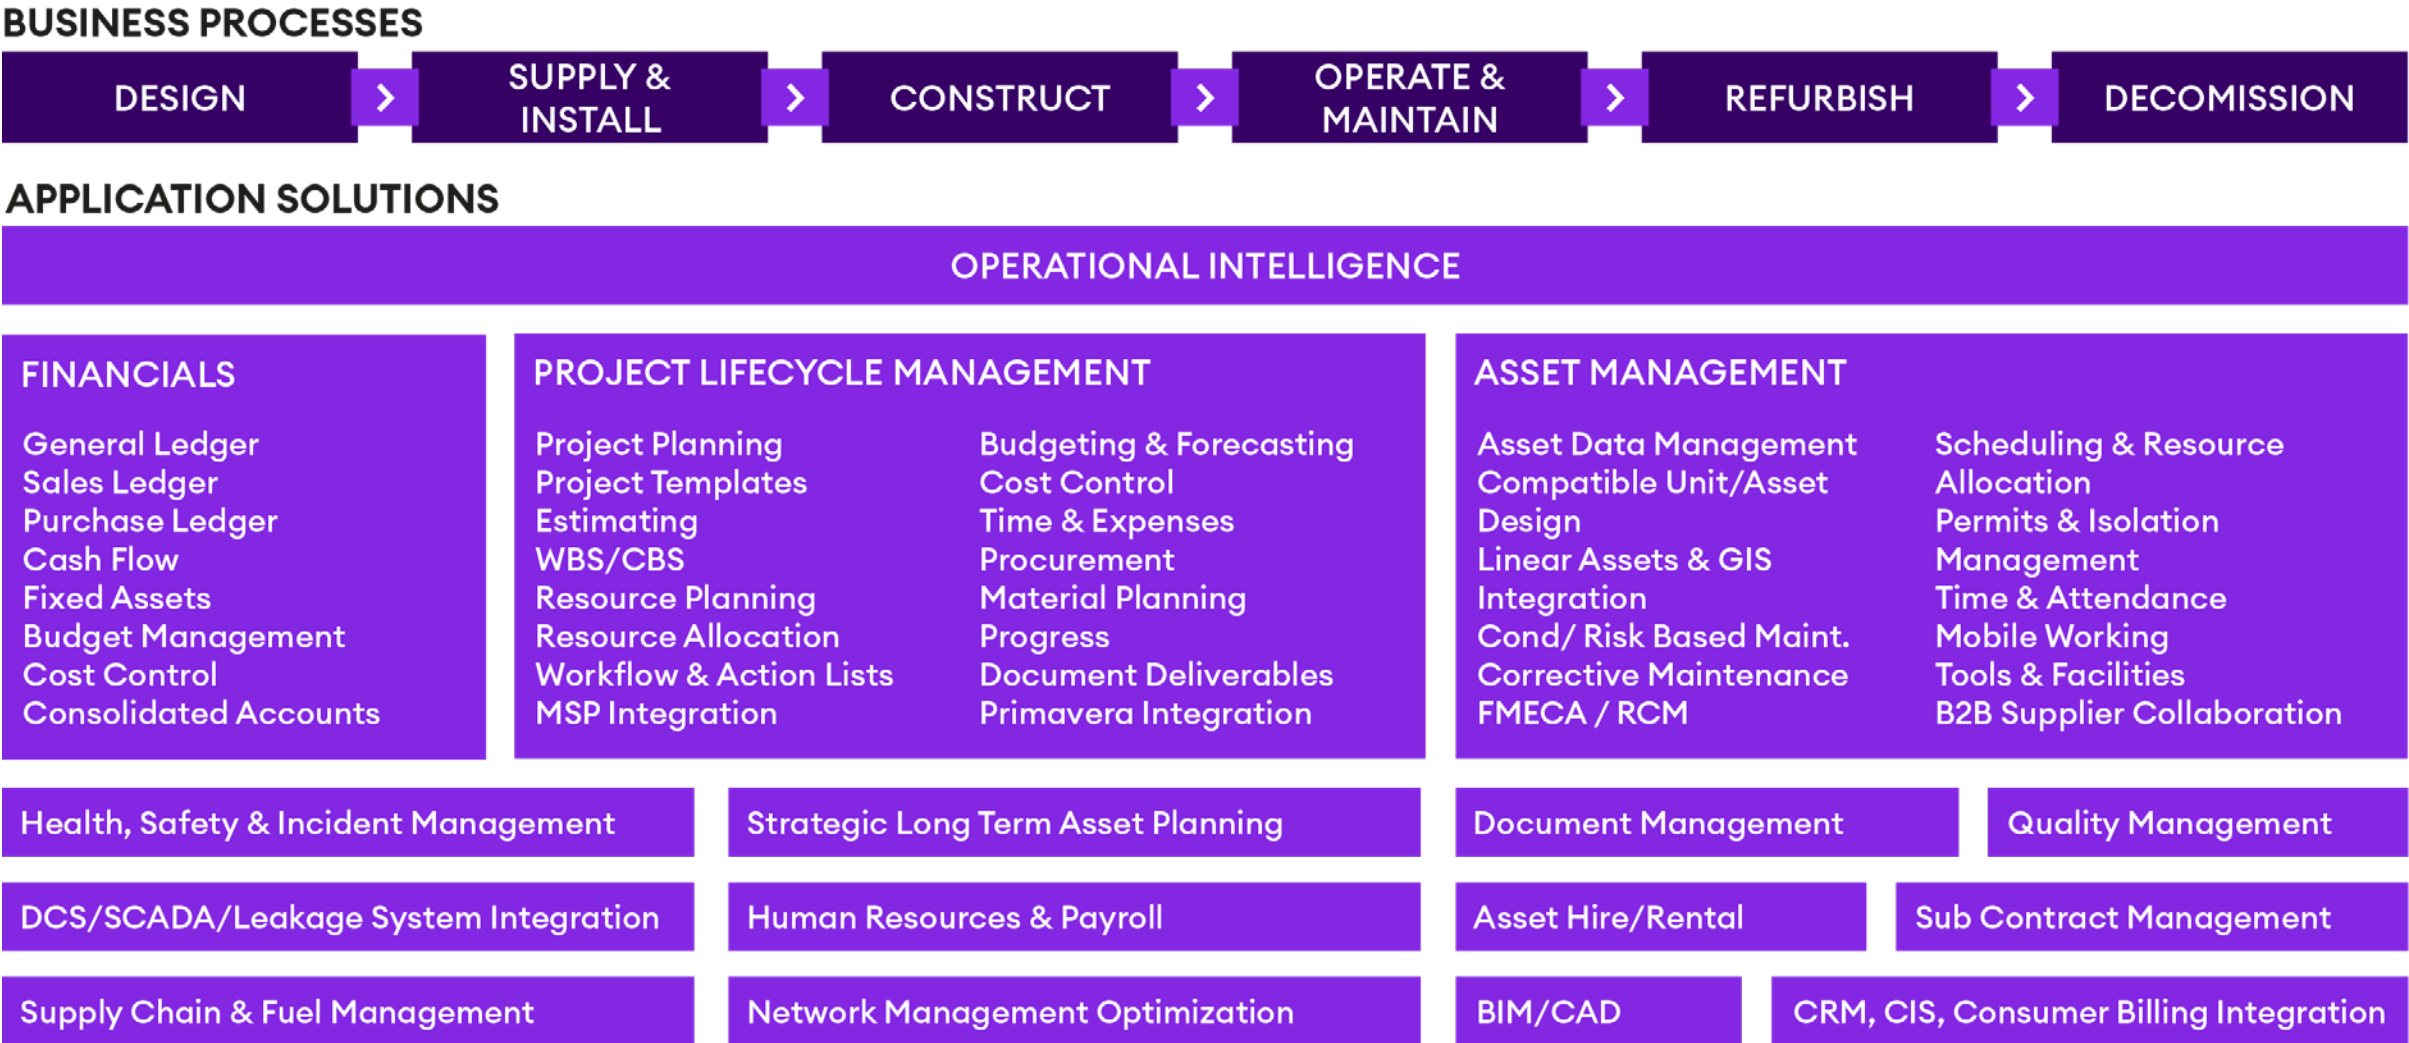 BUSINESS PROCESSES
DESIGN
SUPPLY &
INSTALL
CONSTRUCT
OPERATE &
MAINTAIN
REFURBISH
DECOMISSION
APPLICATION SOLUTIONS
OPERATIONAL INTELLIGENCE
FINANCIALS
General Ledger
Sales Ledger
Purchase Ledger
Cash Flow
Fixed Assets
Budget Management
Cost Control
Consolidated Accounts
PROJECT LIFECYCLE MANAGEMENT
Project Planning
Project Templates
Estimating
WBS/CBS
Resource Planning
Resource Allocation
Workflow & Action Lists
MSP Integration
Budgeting & Forecasting
Cost Control
Time & Expenses
Procurement
Material Planning
Progress
Document Deliverables
Primavera Integration
ASSET MANAGEMENT
Asset Data Management
Compatible Unit/Asset
Design
Linear Assets & GIS
Integration
Cond/ Risk Based Maint.
Corrective Maintenance
FMECA / RCM
Scheduling & Resource
Allocation
Permits & Isolation
Management
Time & Attendance
Mobile Working
Tools & Facilities
B2B Supplier Collaboration
Health, Safety & Incident Management
Strategic Long Term Asset Planning
Document Management
Quality Management
DCS/SCADA/Leakage System Integration
Human Resources & Payroll
Asset Hire/Rental
Sub Contract Management
Supply Chain & Fuel Management
Network Management Optimization
BIM/CAD
CRM, CIS, Consumer Billing Integration